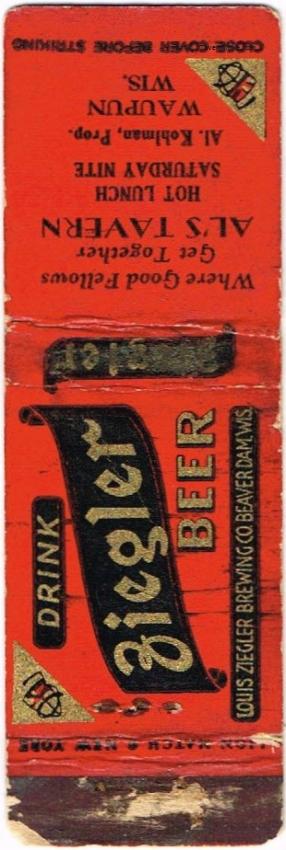 CLOSE COVER BEFORE STRIKING
Where Good Fellows
Get Together
AL'S TAVERN
HOT LUNCH
SATURDAY NITE
Al. Kohlman, Prop.
WAUPUN
WIS.
Ziegler
DRINK
Ziegler
BEER
LOUIS ZIEGLER BREWING CO. BEAVER DAM, WIS.
LION MATCH NEW YORK